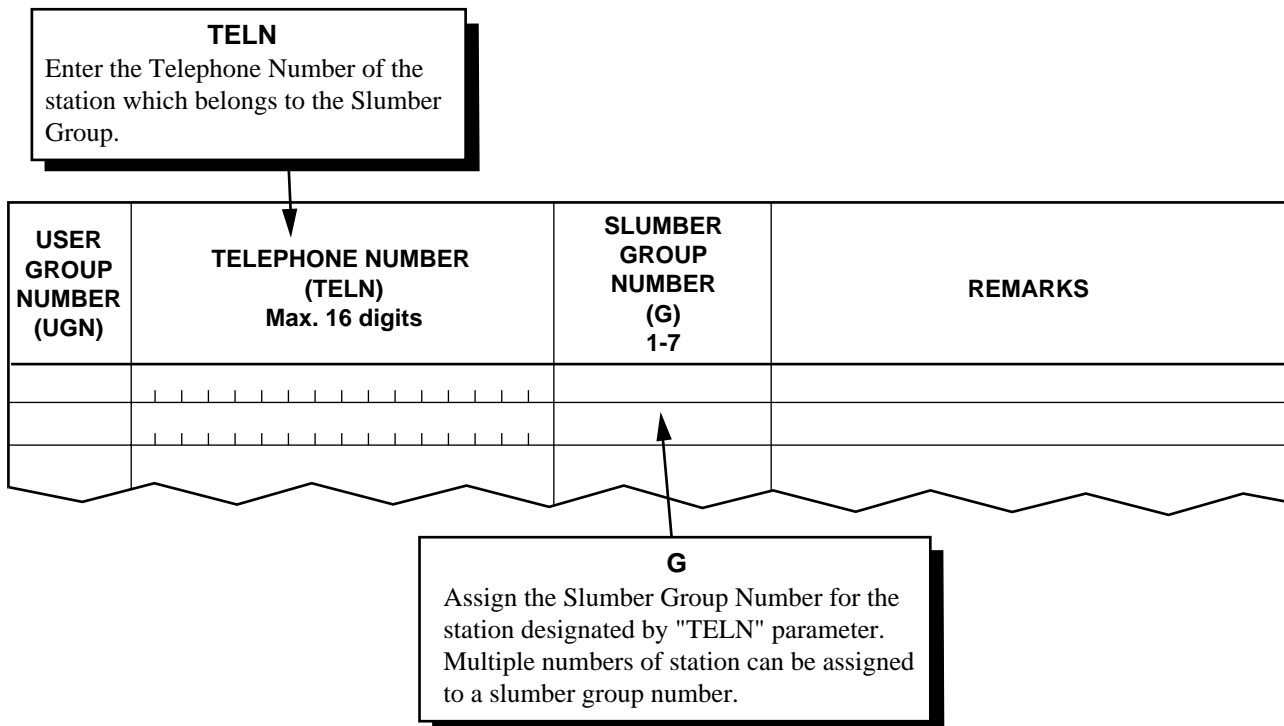 TELN
Enter the Telephone Number of the
station which belongs to the Slumber
Group.
USER
GROUP
NUMBER
(UGN)
TELEPHONE NUMBER
(TELN)
Max. 16 digits
SLUMBER
GROUP
NUMBER
(G)
1-7
REMARKS
G
Assign the Slumber Group Number for the
station designated by "TELN" parameter.
Multiple numbers of station can be assigned
to a slumber group number.